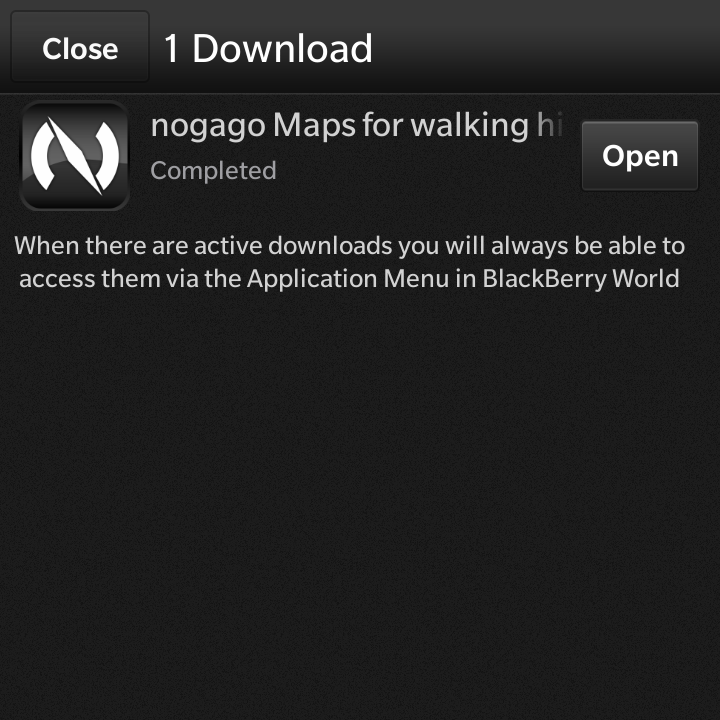 Close
1 Download
nogago Maps for walking hi
Completed
Open
When there are active downloads you will always be able to
access them via the Application Menu in BlackBerry World